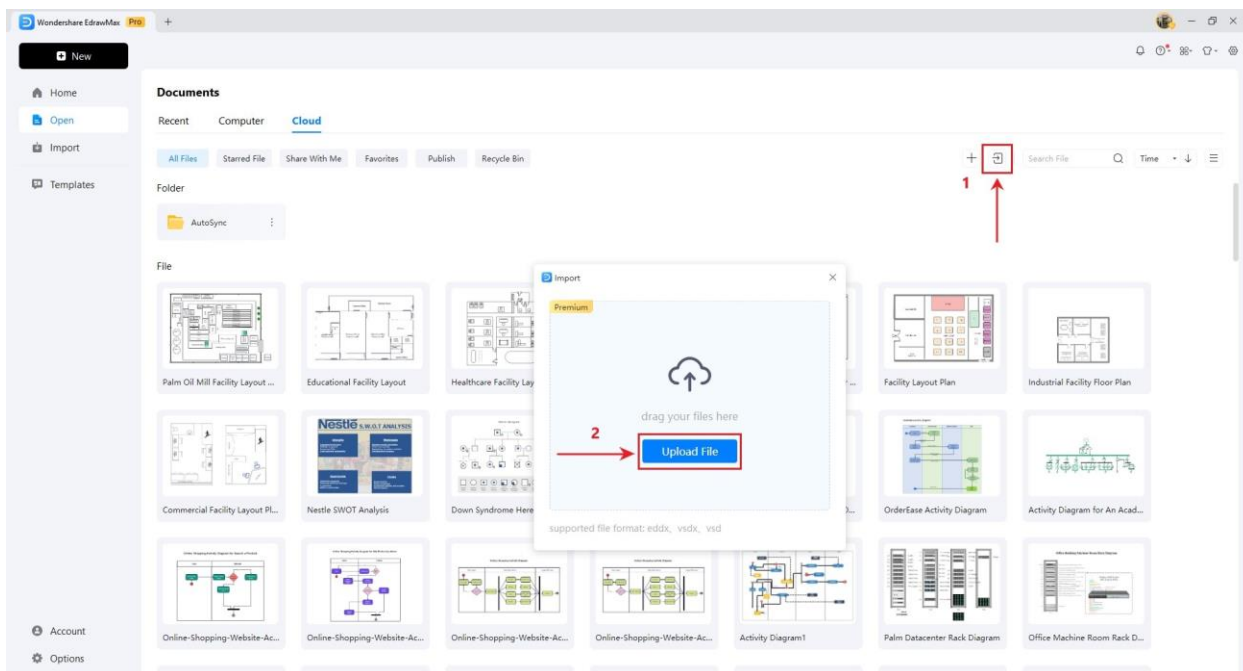 Wondershare EdrawMax Pro
New
Home
Open
Import
Templates
Account
Options
Documents
Recent Computer Cloud
All Files Starred File Share With Me Favorites Publish Recycle Bin
Search File Time
1
Folder
AutoSync
File
Import
Premium
drag your files here
2
Upload File
supported file format: eddx, vsdx, vsd
Palm Oil Mill Facility Layout ...
Educational Facility Layout
Healthcare Facility Lay
Facility Layout Plan
Industrial Facility Floor Plan
Nestlé S.W.O.T ANALYSIS
Commercial Facility Layout Pl...
Nestle SWOT Analysis
Down Syndrome Here
OrderEase Activity Diagram
Activity Diagram for An Acad...
Online-Shopping-Website-Ac...
Online-Shopping-Website-Ac...
Online-Shopping-Website-Ac...
Online-Shopping-Website-Ac...
Activity Diagram1
Palm Datacenter Rack Diagram
Office Machine Room Rack D...